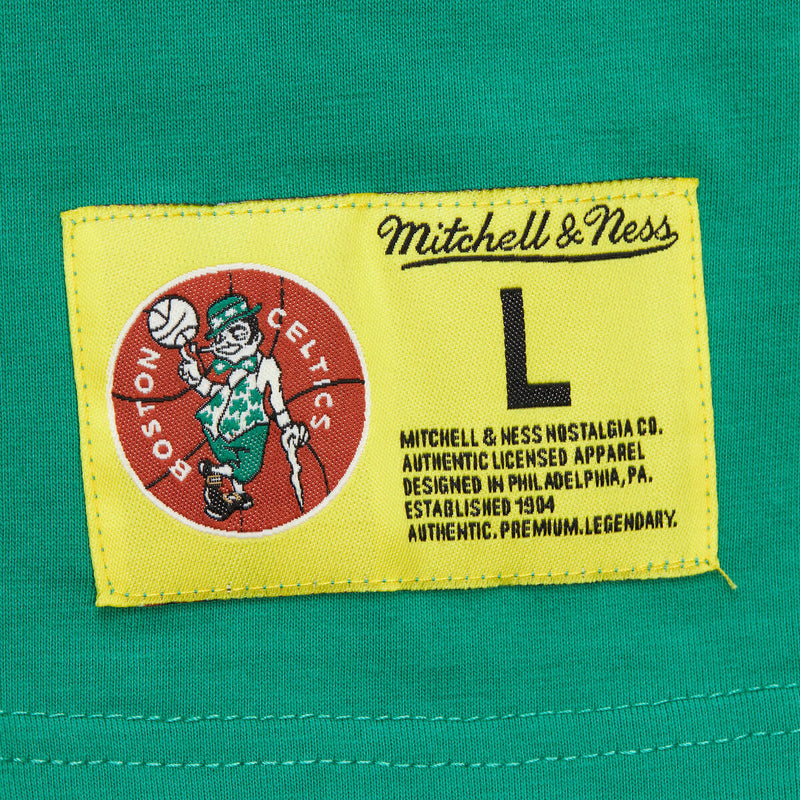 Mitchell & Ness
BOSTON CELTICS
L
MITCHELL & NESS NOSTALGIA CO.
AUTHENTIC LICENSED APPAREL
DESIGNED IN PHILADELPHIA, PA.
ESTABLISHED 1904
AUTHENTIC. PREMIUM. LEGENDARY.